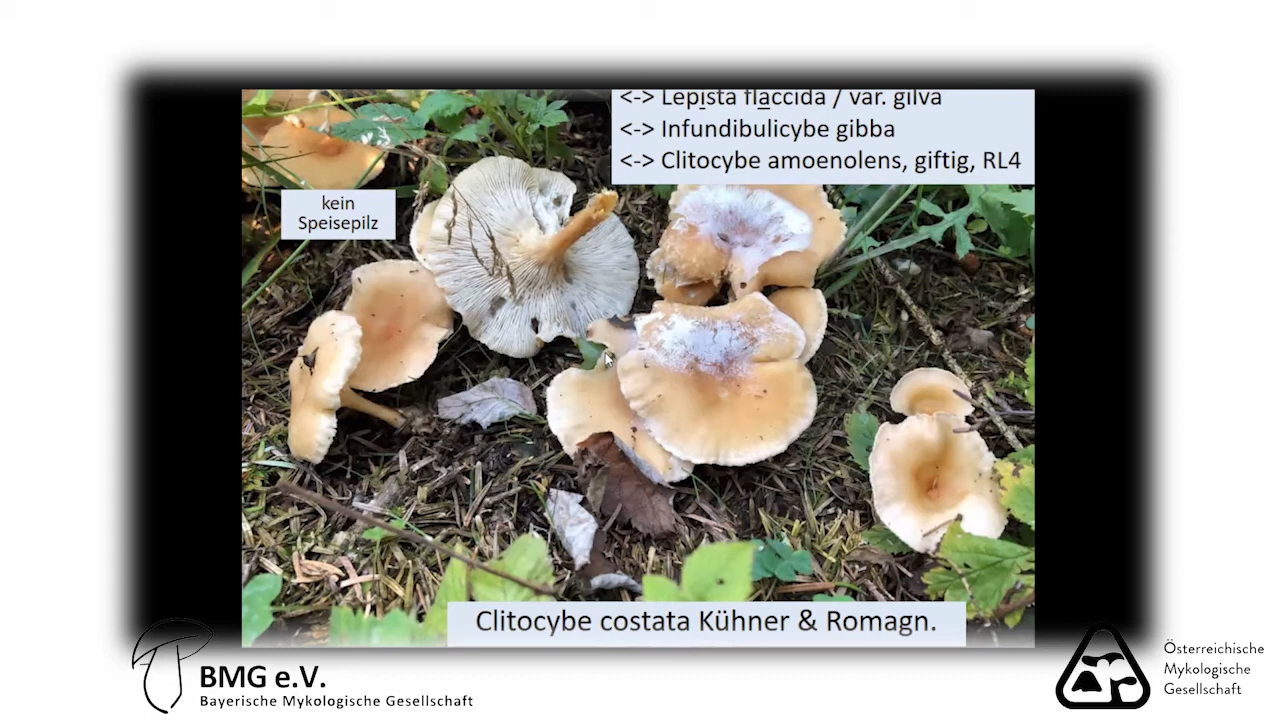 <-> Lepista flaccida / var. gilva
<-> Infundibulicybe gibba
<-> Clitocybe amoenolens, giftig, RL4
kein
Speisepilz
Clitocybe costata Kühner & Romagn.
BMG e.V.
Bayerische Mykologische Gesellschaft
Österreichische
Mykologische
Gesellschaft